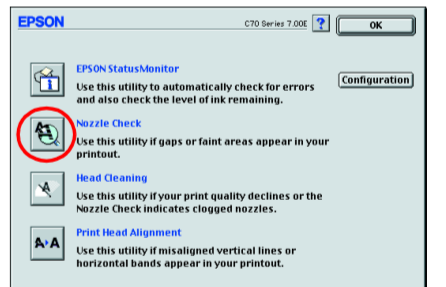 EPSON
C70 Series 7.00E ? OK
EPSON StatusMonitor
Use this utility to automatically check for errors
and also check the level of ink remaining.
Configuration
Nozzle Check
Use this utility if gaps or faint areas appear in your
printout.
Head Cleaning
Use this utility if your print quality declines or the
Nozzle Check indicates clogged nozzles.
Print Head Alignment
Use this utility if misaligned vertical lines or
horizontal bands appear in your printout.